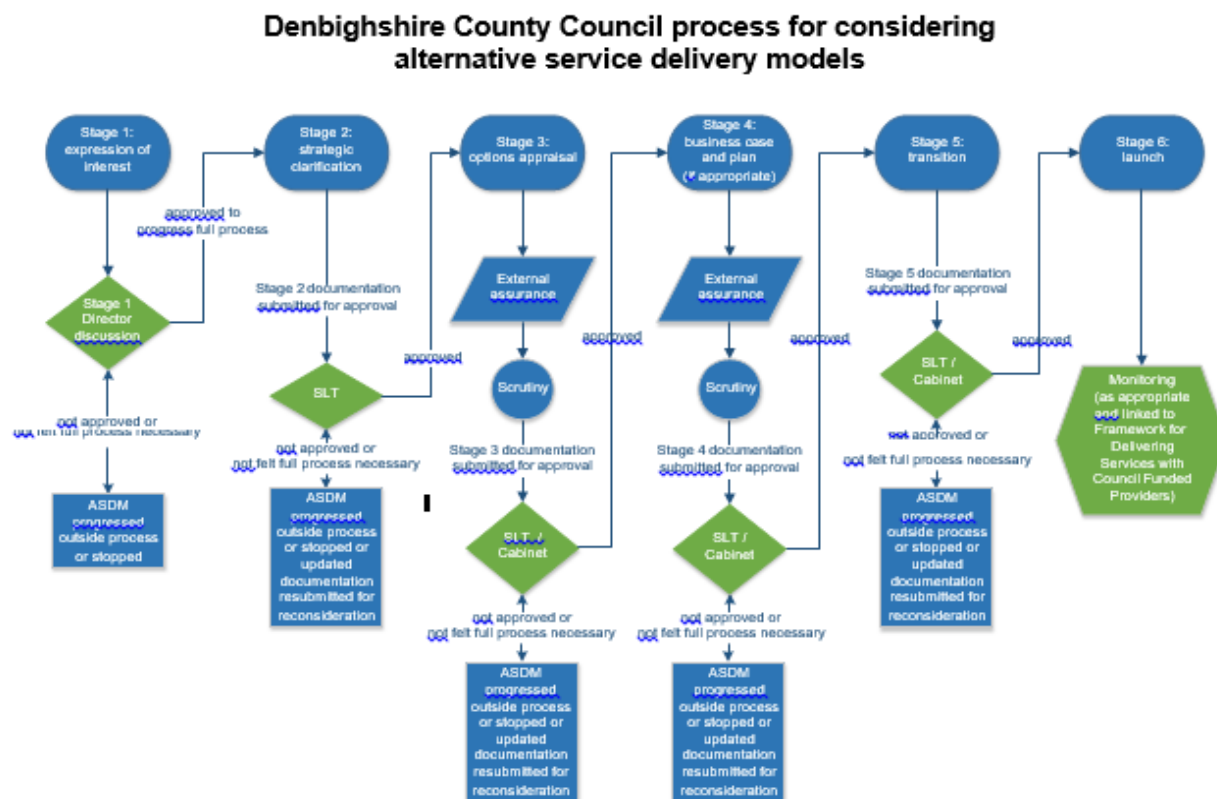 Denbighshire County Council process for considering
alternative service delivery models
Stage 1:
expression of
interest
approved to
progress full process
Stage 1
Director
discussion
not approved or
not felt full process necessary
ASDM
progressed
outside process
or stopped
Stage 2:
strategic
clarification
Stage 2 documentation
submitted for approval
SLT
approved
not approved or
not felt full process necessary
ASDM
progressed
outside process
or stopped or
updated
documentation
resubmitted for
reconsideration
Stage 3:
options appraisal
External
assurance
Scrutiny
Stage 3 documentation
submitted for approval
SLT /
Cabinet
approved
not approved or
not felt full process necessary
ASDM
progressed
outside process
or stopped or
updated
documentation
resubmitted for
reconsideration
Stage 4:
business case
and plan
(if appropriate)
External
assurance
Scrutiny
Stage 4 documentation
submitted for approval
SLT /
Cabinet
approved
not approved or
not felt full process necessary
ASDM
progressed
outside process
or stopped or
updated
documentation
resubmitted for
reconsideration
Stage 5:
transition
Stage 5 documentation
submitted for approval
SLT /
Cabinet
approved
not approved or
not felt full process necessary
ASDM
progressed
outside process
or stopped or
updated
documentation
resubmitted for
reconsideration
Stage 6:
launch
Monitoring
(as appropriate
and linked to
Framework for
Delivering
Services with
Council Funded
Providers)